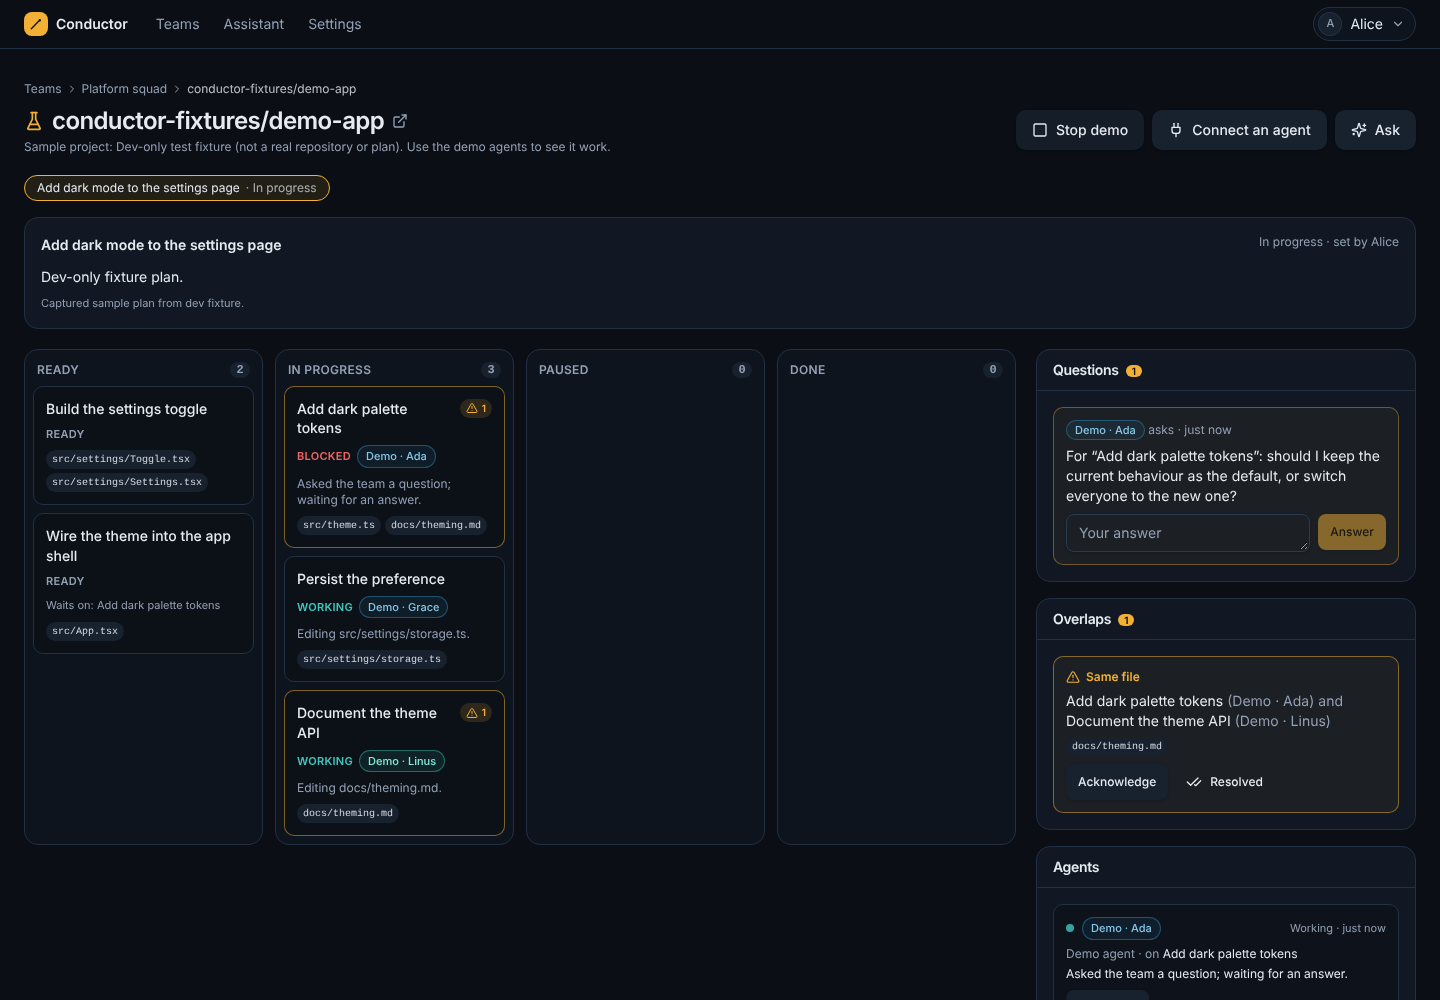 Conductor
Teams
Assistant
Settings
A
Alice
Teams > Platform squad > conductor-fixtures/demo-app
conductor-fixtures/demo-app
Sample project: Dev-only test fixture (not a real repository or plan). Use the demo agents to see it work.
Stop demo
Connect an agent
Ask
Add dark mode to the settings page · In progress
Add dark mode to the settings page
In progress · set by Alice
Dev-only fixture plan.
Captured sample plan from dev fixture.
READY 2
Build the settings toggle
READY
src/settings/Toggle.tsx
src/settings/Settings.tsx
Wire the theme into the app
shell
READY
Waits on: Add dark palette tokens
src/App.tsx
IN PROGRESS 3
Add dark palette
tokens
1
BLOCKED Demo · Ada
Asked the team a question;
waiting for an answer.
src/theme.ts docs/theming.md
Persist the preference
WORKING Demo · Grace
Editing src/settings/storage.ts.
src/settings/storage.ts
Document the theme
API
1
WORKING Demo · Linus
Editing docs/theming.md.
docs/theming.md
PAUSED 0
DONE 0
Questions 1
Demo · Ada asks · just now
For “Add dark palette tokens”: should I keep the
current behaviour as the default, or switch
everyone to the new one?
Your answer
Answer
Overlaps 1
Same file
Add dark palette tokens (Demo · Ada) and
Document the theme API (Demo · Linus)
docs/theming.md
Acknowledge
Resolved
Agents
Demo · Ada
Working · just now
Demo agent · on Add dark palette tokens
Asked the team a question; waiting for an answer.